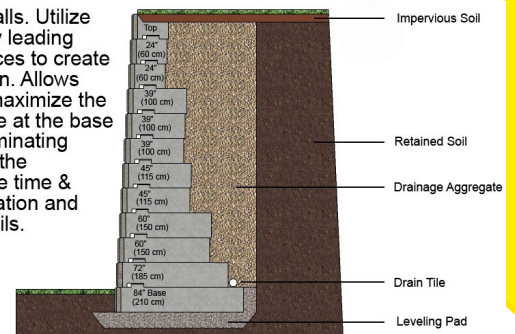 alls. Utilize
leading
ces to create
n. Allows
naximize the
e at the base
minating
the
e time &
ation and
ils.
Top
24"
(60 cm)
24"
(60 cm)
39"
(100 cm)
39"
(100 cm)
39"
(100 cm)
45"
(115 cm)
45"
(115 cm)
60"
(150 cm)
60"
(150 cm)
72"
(185 cm)
84" Base
(210 cm)
Impervious Soil
Retained Soil
Drainage Aggregate
Drain Tile
Leveling Pad